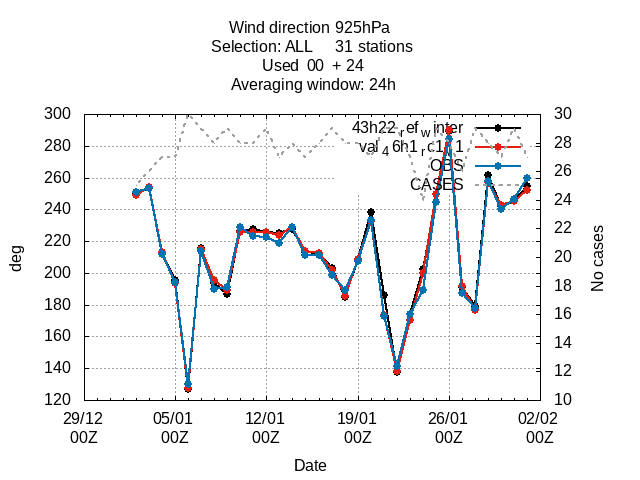 Wind direction 925hPa
Selection: ALL 31 stations
Used 00 + 24
Averaging window: 24h
300 30
43h22_ref_winter
280 28
val_46h1_rc1.1
OBS
260 26
CASES
240 24
220 22
deg
200 20
No cases
180 18
160 16
140 14
120 12
10
29/12 05/01 12/01 19/01 26/01 02/02
00Z 00Z 00Z 00Z 00Z 00Z
Date